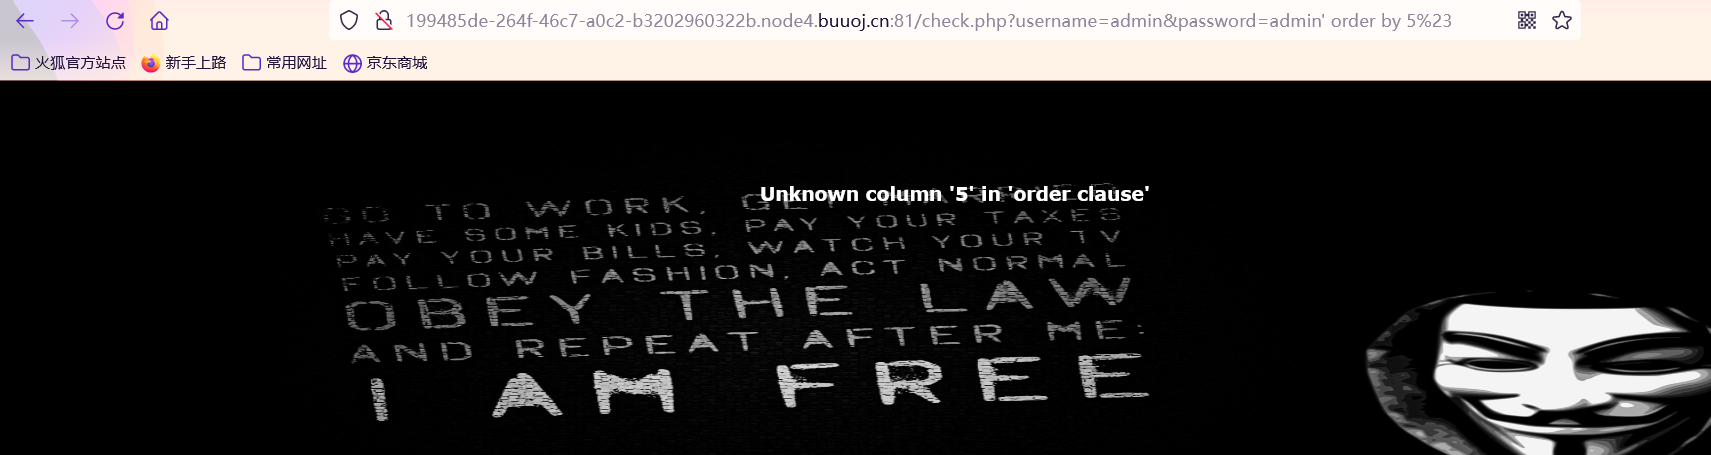 199485de-264f-46c7-a0c2-b3202960322b.node4.buuoj.cn:81/check.php?username=admin&password=admin' order by 5%23
火狐官方站点 新手上路 常用网址 京东商城
Unknown column '5' in 'order clause'
GO TO WORK, GET MARRIED
HAVE SOME KIDS, PAY YOUR TAXES
PAY YOUR BILLS, WATCH YOUR TV
FOLLOW FASHION, ACT NORMAL
OBEY THE LAW
AND REPEAT AFTER ME:
I AM FREE